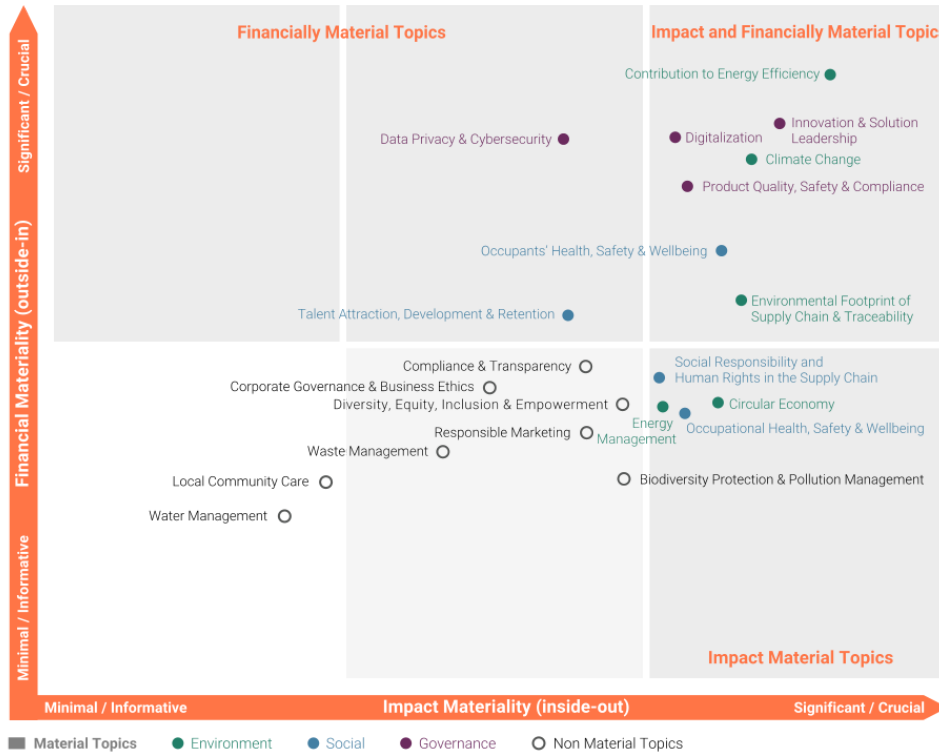 Financially Material Topics
Impact and Financially Material Topic
Significant / Crucial
Financial Materiality (outside-in)
Minimal / Informative
Contribution to Energy Efficiency
Data Privacy & Cybersecurity
Digitalization
Innovation & Solution
Leadership
Climate Change
Product Quality, Safety & Compliance
Occupants' Health, Safety & Wellbeing
Environmental Footprint of
Supply Chain & Traceability
Talent Attraction, Development & Retention
Compliance & Transparency
Social Responsibility and
Human Rights in the Supply Chain
Corporate Governance & Business Ethics
Diversity, Equity, Inclusion & Empowerment
Circular Economy
Energy
Management
Occupational Health, Safety & Wellbeing
Responsible Marketing
Waste Management
Local Community Care
Biodiversity Protection & Pollution Management
Water Management
Impact Material Topics
Minimal / Informative
Impact Materiality (inside-out)
Significant / Crucial
Material Topics
Environment
Social
Governance
Non Material Topics